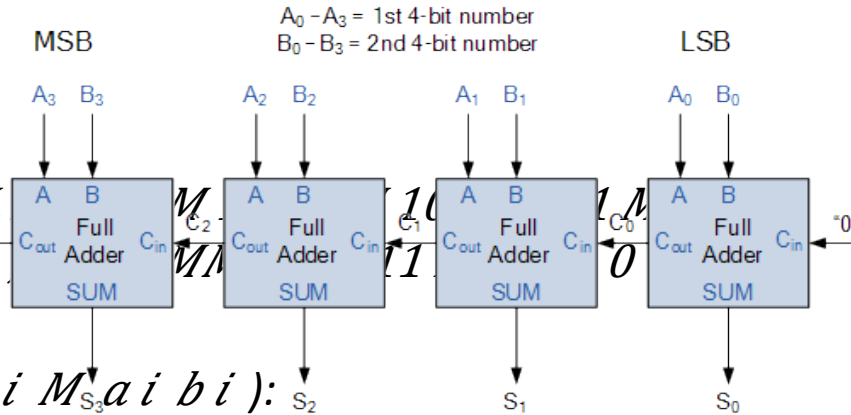 A₀ – A₃ = 1st 4-bit number
MSB B₀ – B₃ = 2nd 4-bit number LSB
A₃ B₃ A₂ B₂ A₁ B₁ A₀ B₀
A B A B A B A B
C₂ C₁ C₀ "0
Full Full Full Full
Cout Adder Cin Cout Adder Cin Cout Adder Cin Cout Adder Cin
SUM SUM SUM SUM
i M a i b i ):
S₃ S₂ S₁ S₀